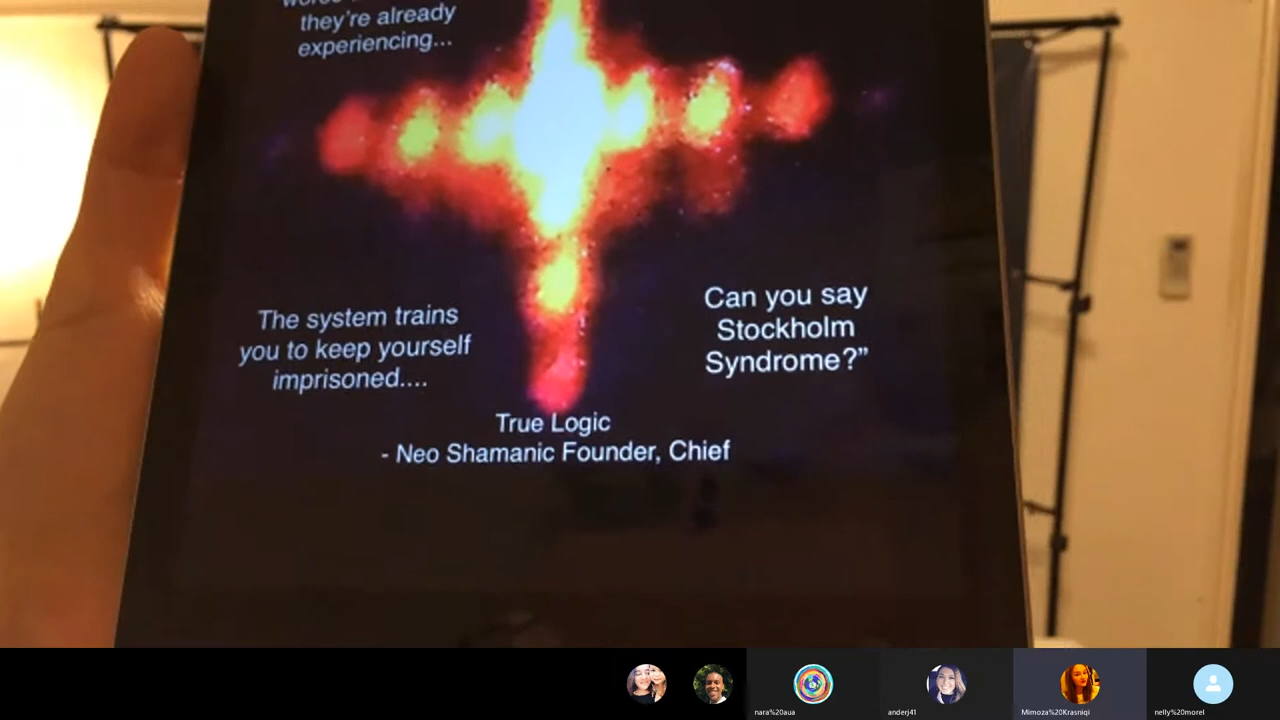 they're already
experiencing...
The system trains
you to keep yourself
imprisoned....
Can you say
Stockholm
Syndrome?”
True Logic
- Neo Shamanic Founder, Chief
nara%20aua
anderj41
Mimoza%20Krasniqi
nelly%20morel